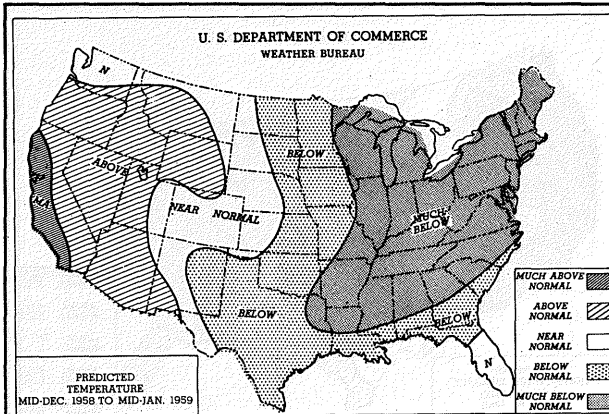 U. S. DEPARTMENT OF COMMERCE
WEATHER BUREAU
N
BELOW
ABOVE
MA
NEAR NORMAL
MUCH
BELOW
BELOW
BELOW
N
MUCH ABOVE
NORMAL
ABOVE
NORMAL
NEAR
NORMAL
BELOW
NORMAL
MUCH BELOW
NORMAL
PREDICTED
TEMPERATURE
MID-DEC. 1958 TO MID-JAN. 1959